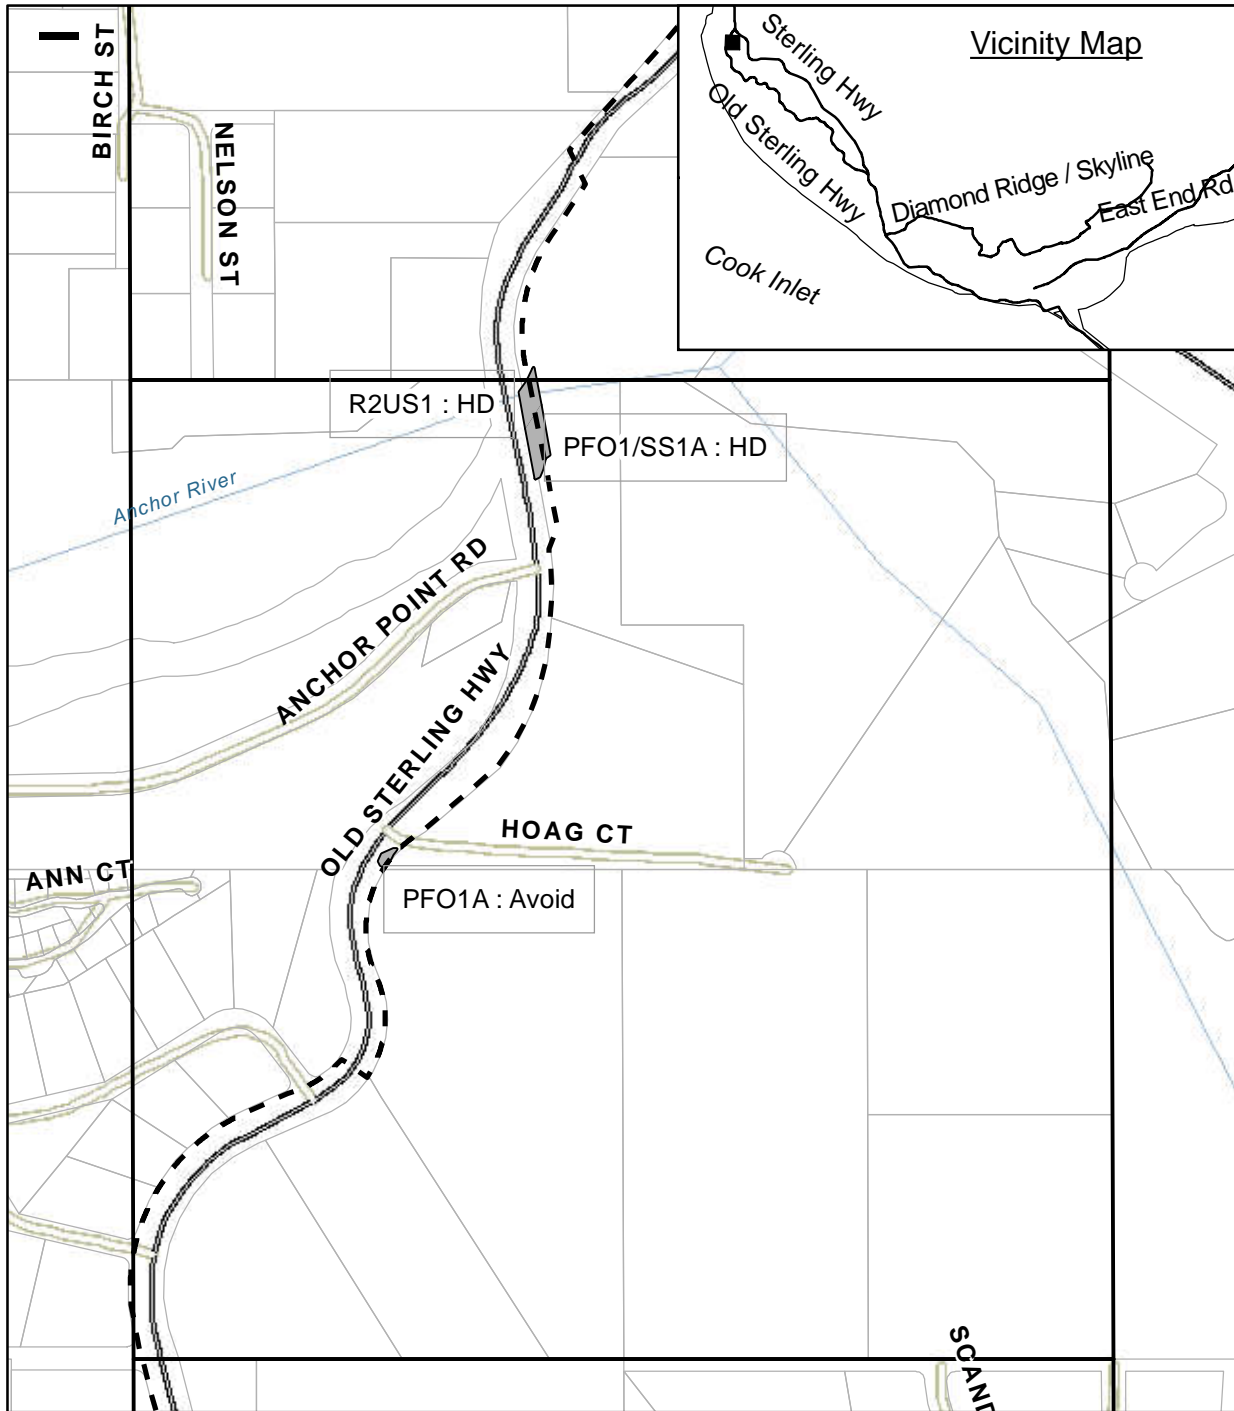 BIRCH ST
NELSON ST
Vicinity Map
Sterling Hwy
Old Sterling Hwy
Diamond Ridge / Skyline
East End Rd
Cook Inlet
R2US1 : HD
PFO1/SS1A : HD
Anchor River
ANCHOR POINT RD
OLD STERLING HWY
HOAG CT
ANN CT
PFO1A : Avoid
SCAND